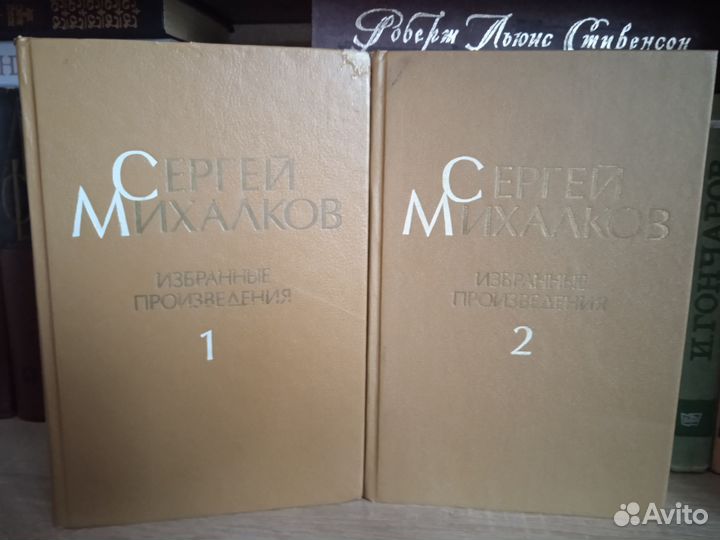 Роберт Льюис Стивенсон
СЕРГЕЙ
МИХАЛКОВ
ИЗБРАННЫЕ
ПРОИЗВЕДЕНИЯ
1
СЕРГЕЙ
МИХАЛКОВ
ИЗБРАННЫЕ
ПРОИЗВЕДЕНИЯ
2
И.ГОНЧАРОВ
Avito